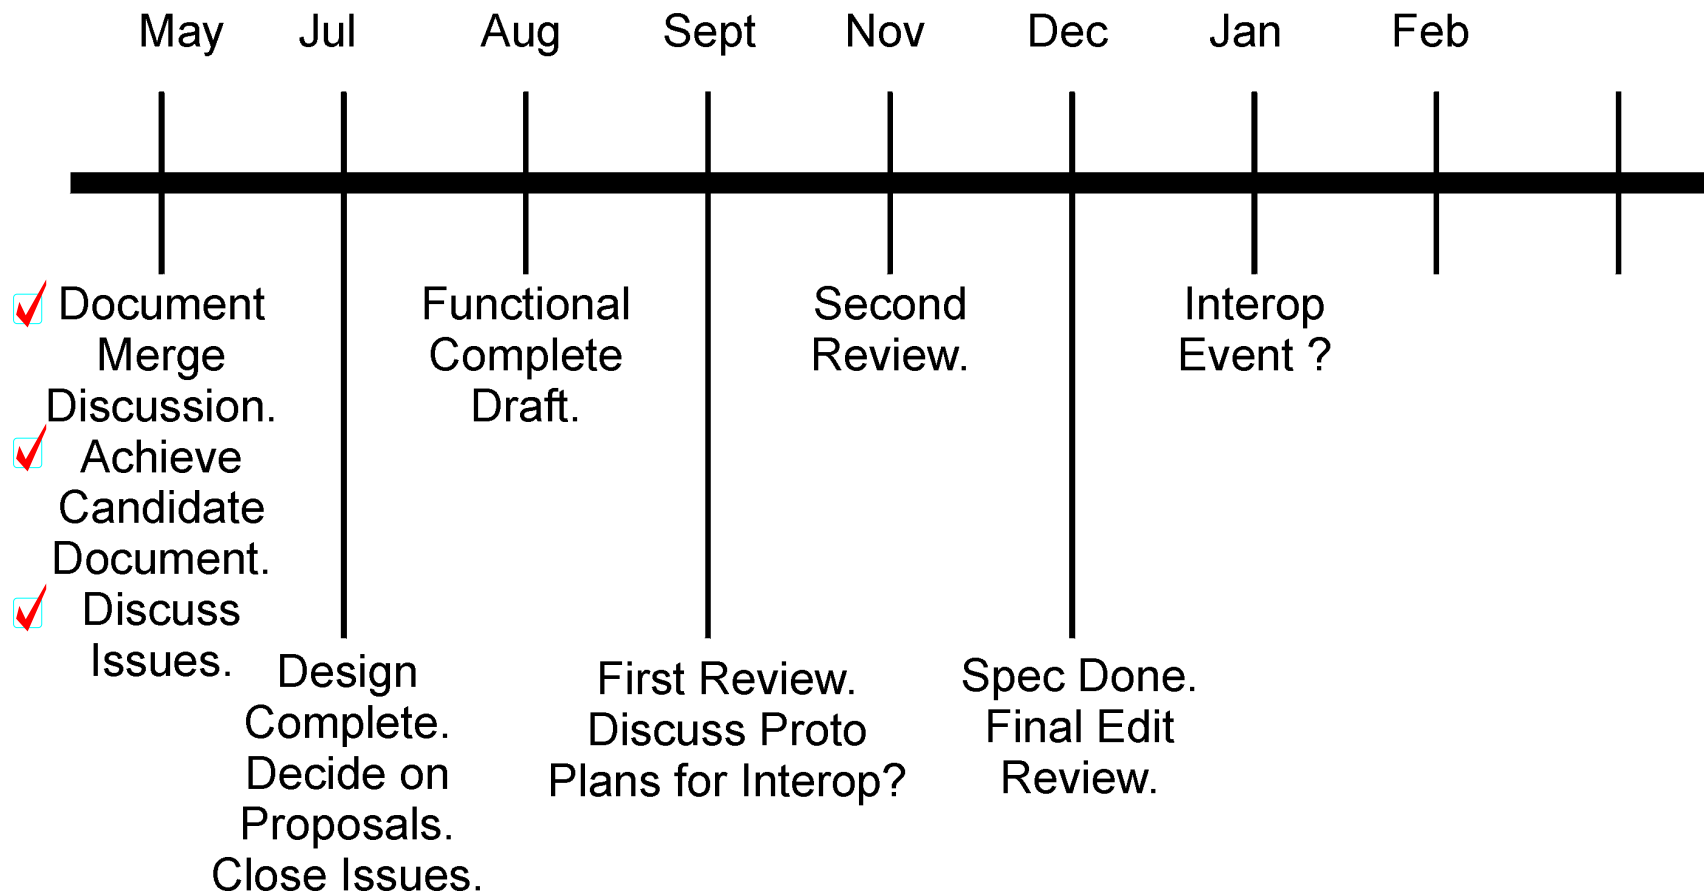 May Jul Aug Sept Nov Dec Jan Feb
Document
Merge
Discussion.
Achieve
Candidate
Document.
Discuss
Issues.
Design
Complete.
Decide on
Proposals.
Close Issues.
Functional
Complete
Draft.
First Review.
Discuss Proto
Plans for Interop?
Second
Review.
Spec Done.
Final Edit
Review.
Interop
Event ?